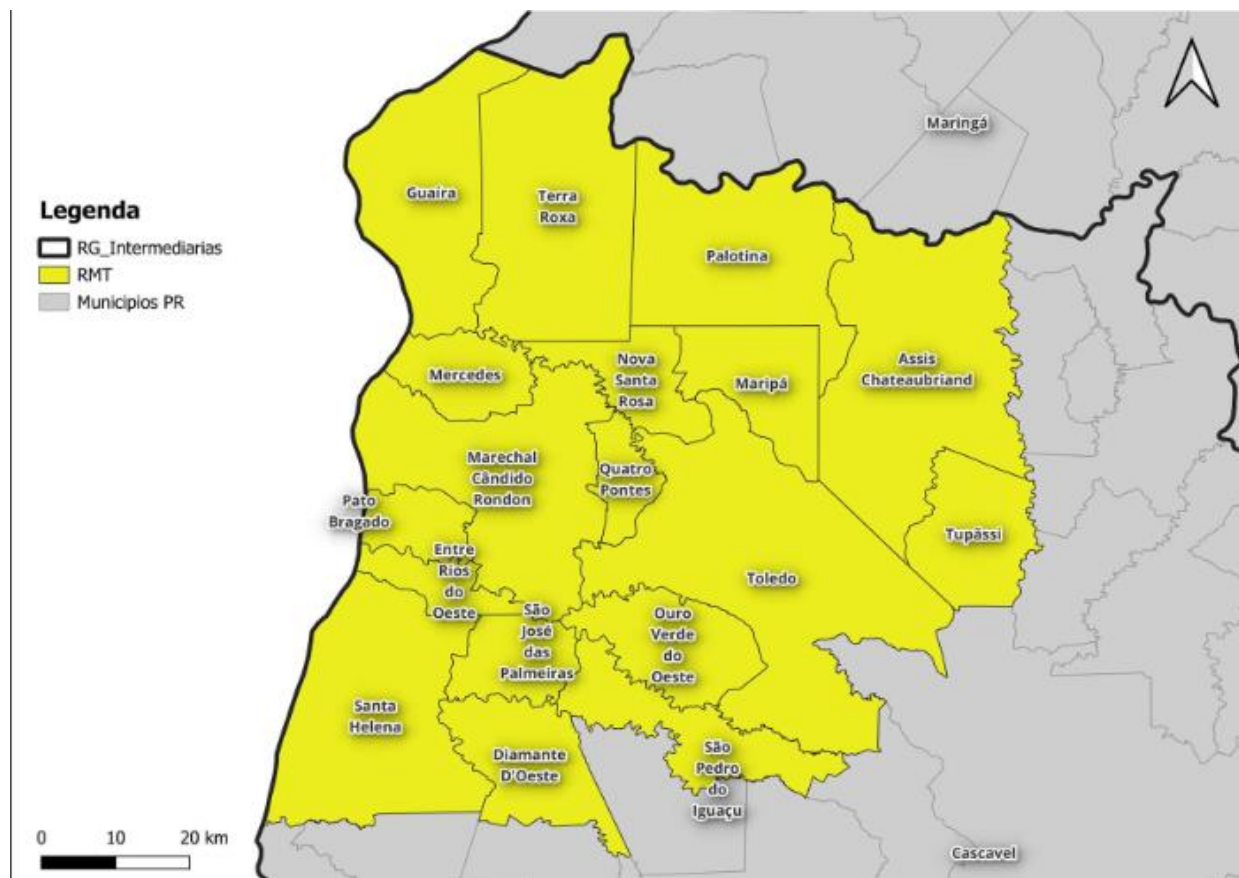 Maringá
Guaíra
Terra
Roxa
Legenda
RG_Intermediarias
RMT
Municipios PR
Palotina
Mercedes
Nova
Santa
Rosa
Maripá
Assis
Chateaubriand
Marechal
Cândido
Rondon
Quatro
Pontes
Pato
Bragado
Tupãssi
Entre
Rios
do
Oeste
Toledo
São
José
das
Palmeiras
Ouro
Verde
do
Oeste
Santa
Helena
Diamante
D'Oeste
São
Pedro
do
Iguaçu
0 10 20 km
Cascavel